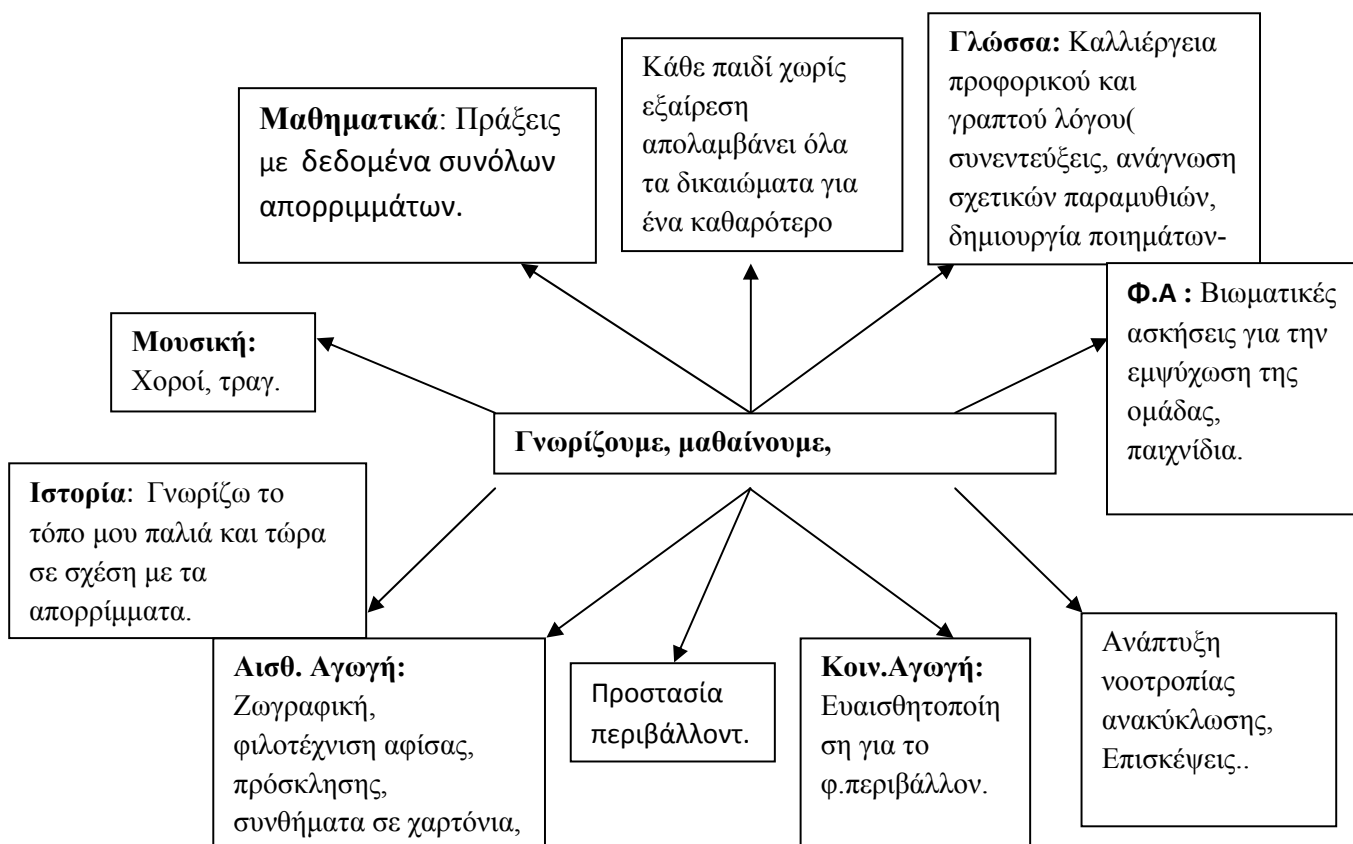 Μαθηματικά: Πράξεις
με δεδομένα συνόλων
απορριμμάτων.
Κάθε παιδί χωρίς
εξαίρεση
απολαμβάνει όλα
τα δικαιώματα για
ένα καθαρότερο
Γλώσσα: Καλλιέργεια
προφορικού και
γραπτού λόγου(
συνεντεύξεις, ανάγνωση
σχετικών παραμυθιών,
δημιουργία ποιημάτων-
Μουσική:
Χοροί, τραγ.
Φ.Α : Βιωματικές
ασκήσεις για την
εμψύχωση της
ομάδας,
παιχνίδια.
Γνωρίζουμε, μαθαίνουμε,
Ιστορία: Γνωρίζω το
τόπο μου παλιά και τώρα
σε σχέση με τα
απορρίμματα.
Αισθ. Αγωγή:
Ζωγραφική,
φιλοτέχνιση αφίσας,
πρόσκλησης,
συνθήματα σε χαρτόνια,
Προστασία
περιβάλλοντ.
Κοιν.Αγωγή:
Ευαισθητοποίη
ση για το
φ.περιβάλλον.
Ανάπτυξη
νοοτροπίας
ανακύκλωσης,
Επισκέψεις..